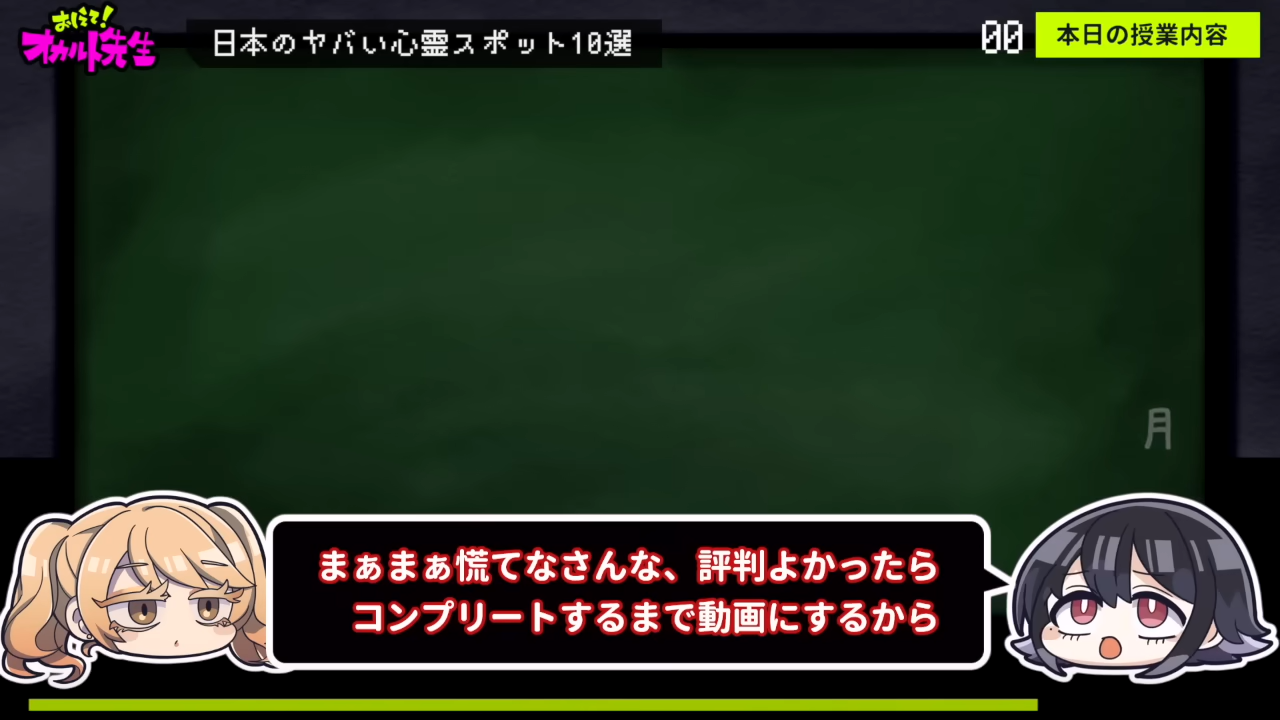 おしえて!
オカルト先生
日本のヤバい心霊スポット10選
00
本日の授業内容
月
まぁまぁ慌てなさんな、評判よかったら
コンプリートするまで動画にするから